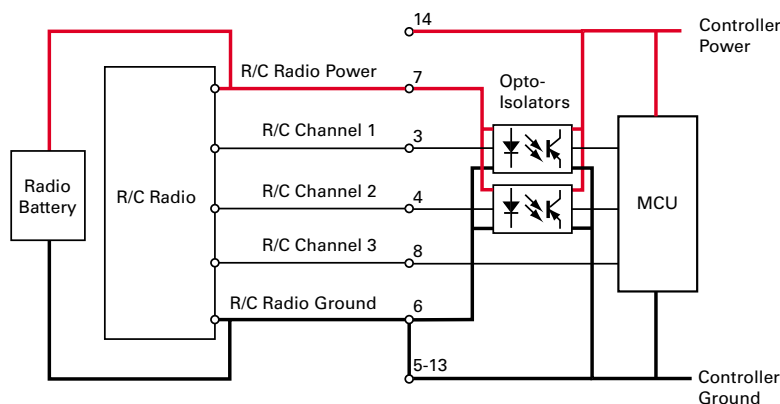 14
Controller
Power
R/C Radio Power
7
Opto-
Isolators
R/C Channel 1
3
Radio
Battery
R/C Radio
R/C Channel 2
4
MCU
R/C Channel 3
8
R/C Radio Ground
6
5-13
Controller
Ground